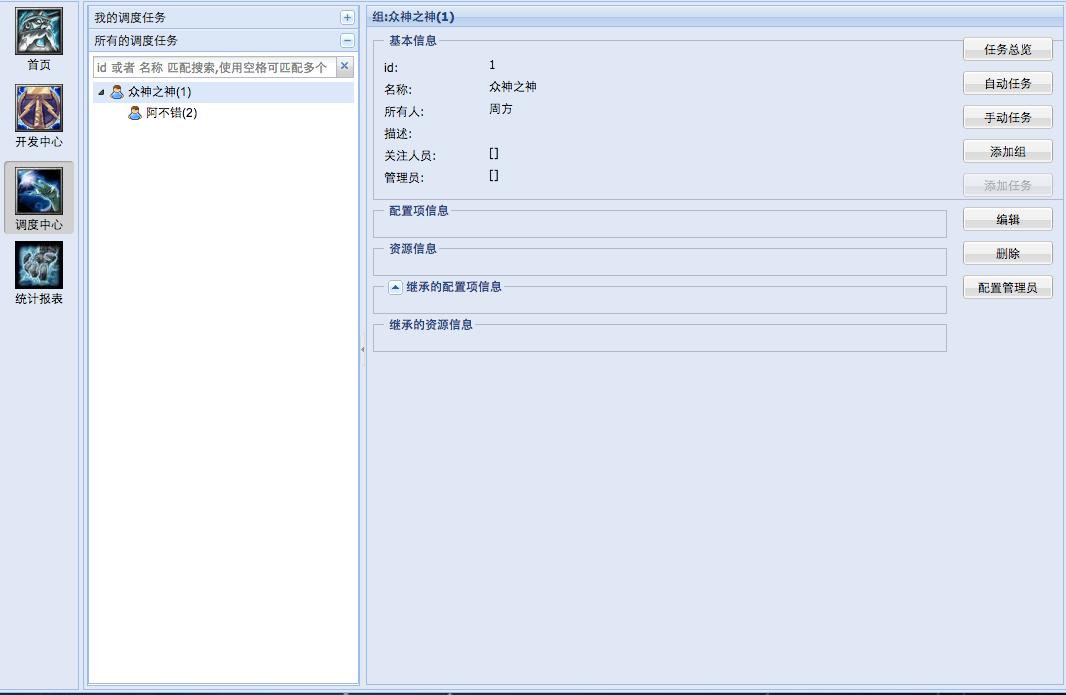 首页
开发中心
调度中心
统计报表
我的调度任务
所有的调度任务
id 或者 名称 匹配搜索,使用空格可匹配多个
众神之神(1)
阿不错(2)
组:众神之神(1)
基本信息
id: 1
名称: 众神之神
所有人: 周方
描述:
关注人员: []
管理员: []
配置项信息
资源信息
继承的配置项信息
继承的资源信息
任务总览
自动任务
手动任务
添加组
添加任务
编辑
删除
配置管理员